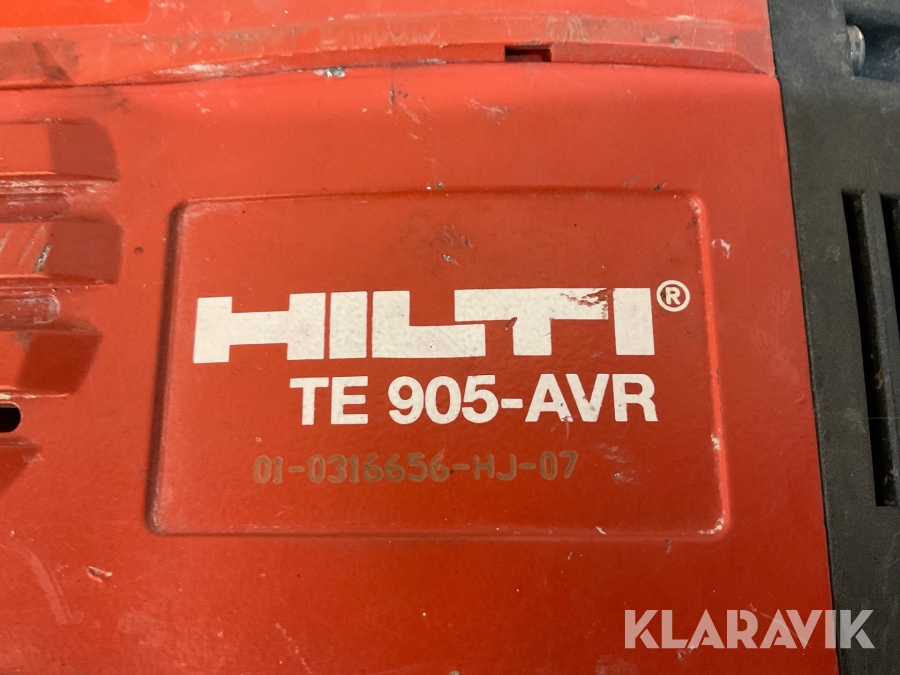 HILTI®
TE 905-AVR
01-0316656-HJ-07
KLARAVIK